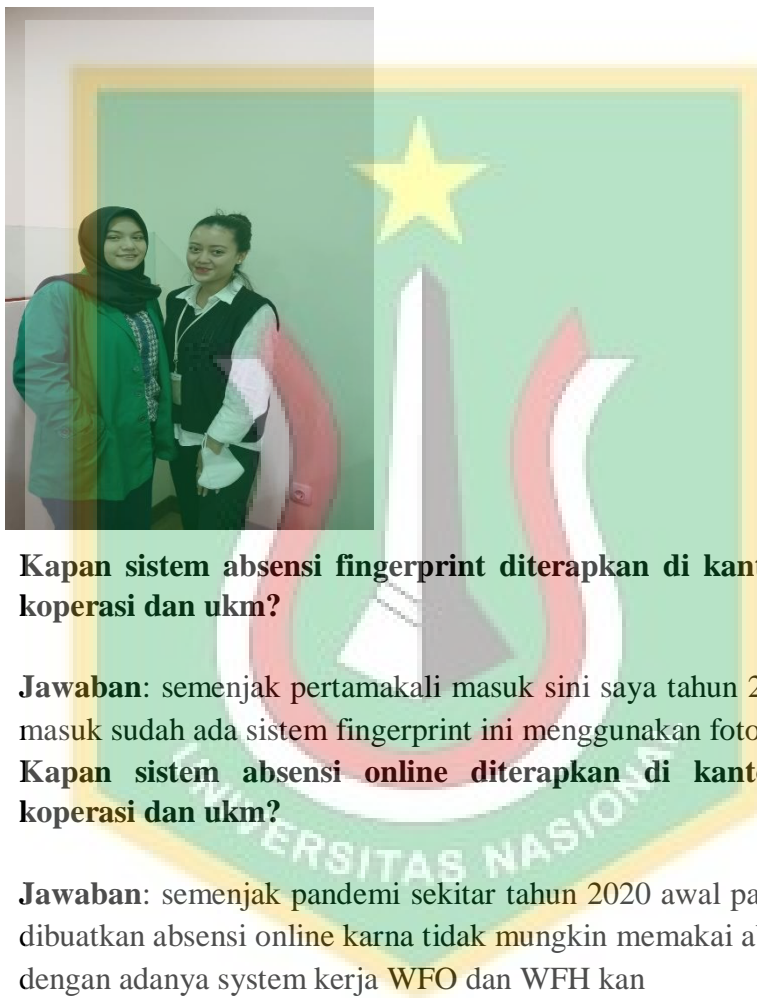 Kapan sistem absensi fingerprint diterapkan di kant
koperasi dan ukm?
Jawaban: semenjak pertamakali masuk sini saya tahun 2
masuk sudah ada sistem fingerprint ini menggunakan foto
Kapan sistem absensi online diterapkan di kant
koperasi dan ukm?
Jawaban: semenjak pandemi sekitar tahun 2020 awal pa
dibuatkan absensi online karna tidak mungkin memakai a
dengan adanya system kerja WFO dan WFH kan
UNIVERSITAS NASIONAL